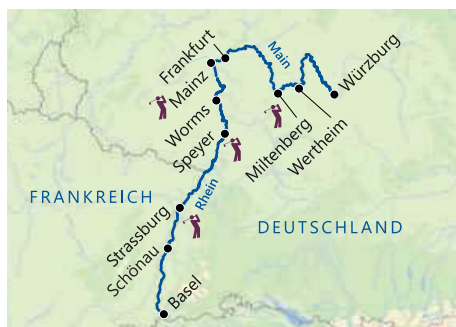 Frankfurt
Main
Mainz
Würzburg
Worms
Speyer
Miltenberg
Wertheim
FRANKREICH
Rhein
Strassburg
DEUTSCHLAND
Schönau
Basel